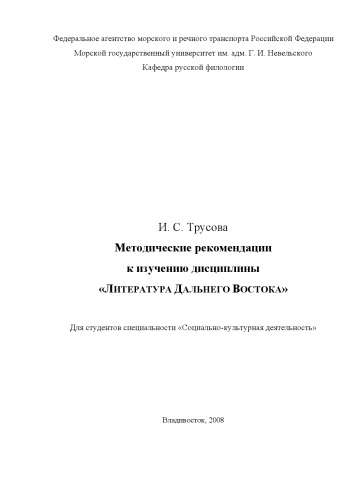 Федеральное агентство морского и речного транспорта Российской Федерации
Морской государственный университет им. адм. Г. И. Невельского
Кафедра русской филологии
И. С. Трусова
Методические рекомендации
к изучению дисциплины
«ЛИТЕРАТУРА ДАЛЬНЕГО ВОСТОКА»
Для студентов специальности «Социально-культурная деятельность»
Владивосток, 2008